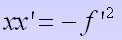 xx' = -f'²